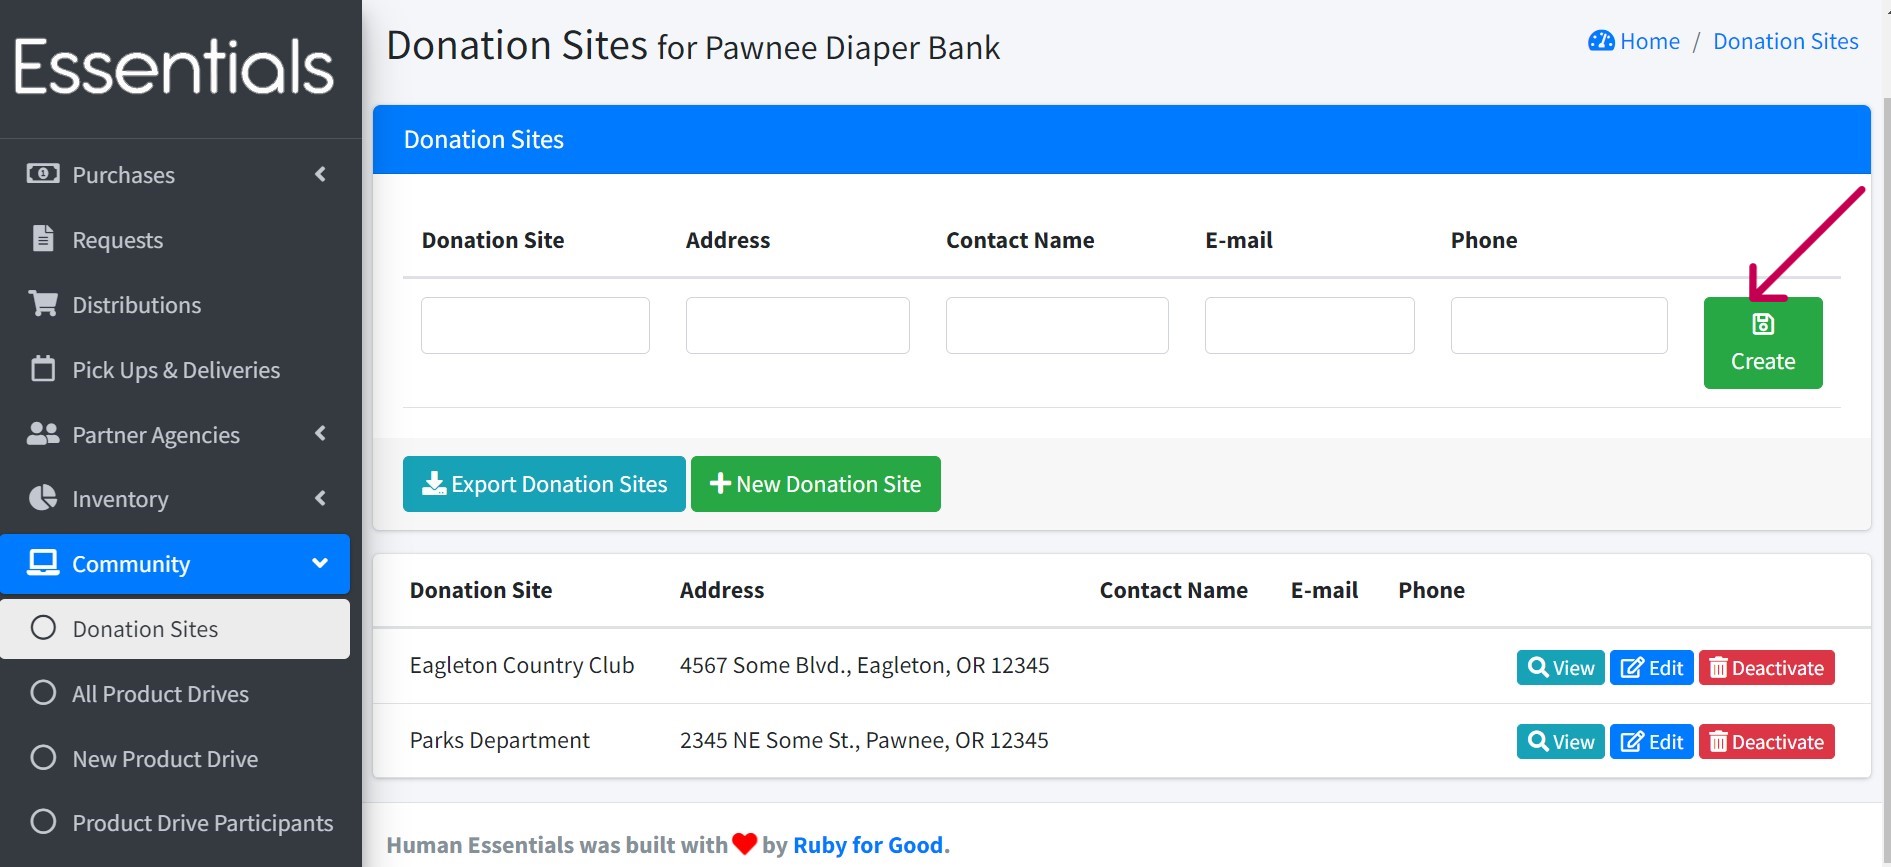 Essentials
Purchases
Requests
Distributions
Pick Ups & Deliveries
Partner Agencies
Inventory
Community
Donation Sites
All Product Drives
New Product Drive
Product Drive Participants
Donation Sites for Pawnee Diaper Bank
Home / Donation Sites
Donation Sites
Donation Site Address Contact Name E-mail Phone
Create
Export Donation Sites New Donation Site
Donation Site Address Contact Name E-mail Phone
Eagleton Country Club 4567 Some Blvd., Eagleton, OR 12345 View Edit Deactivate
Parks Department 2345 NE Some St., Pawnee, OR 12345 View Edit Deactivate
Human Essentials was built with ❤ by Ruby for Good.